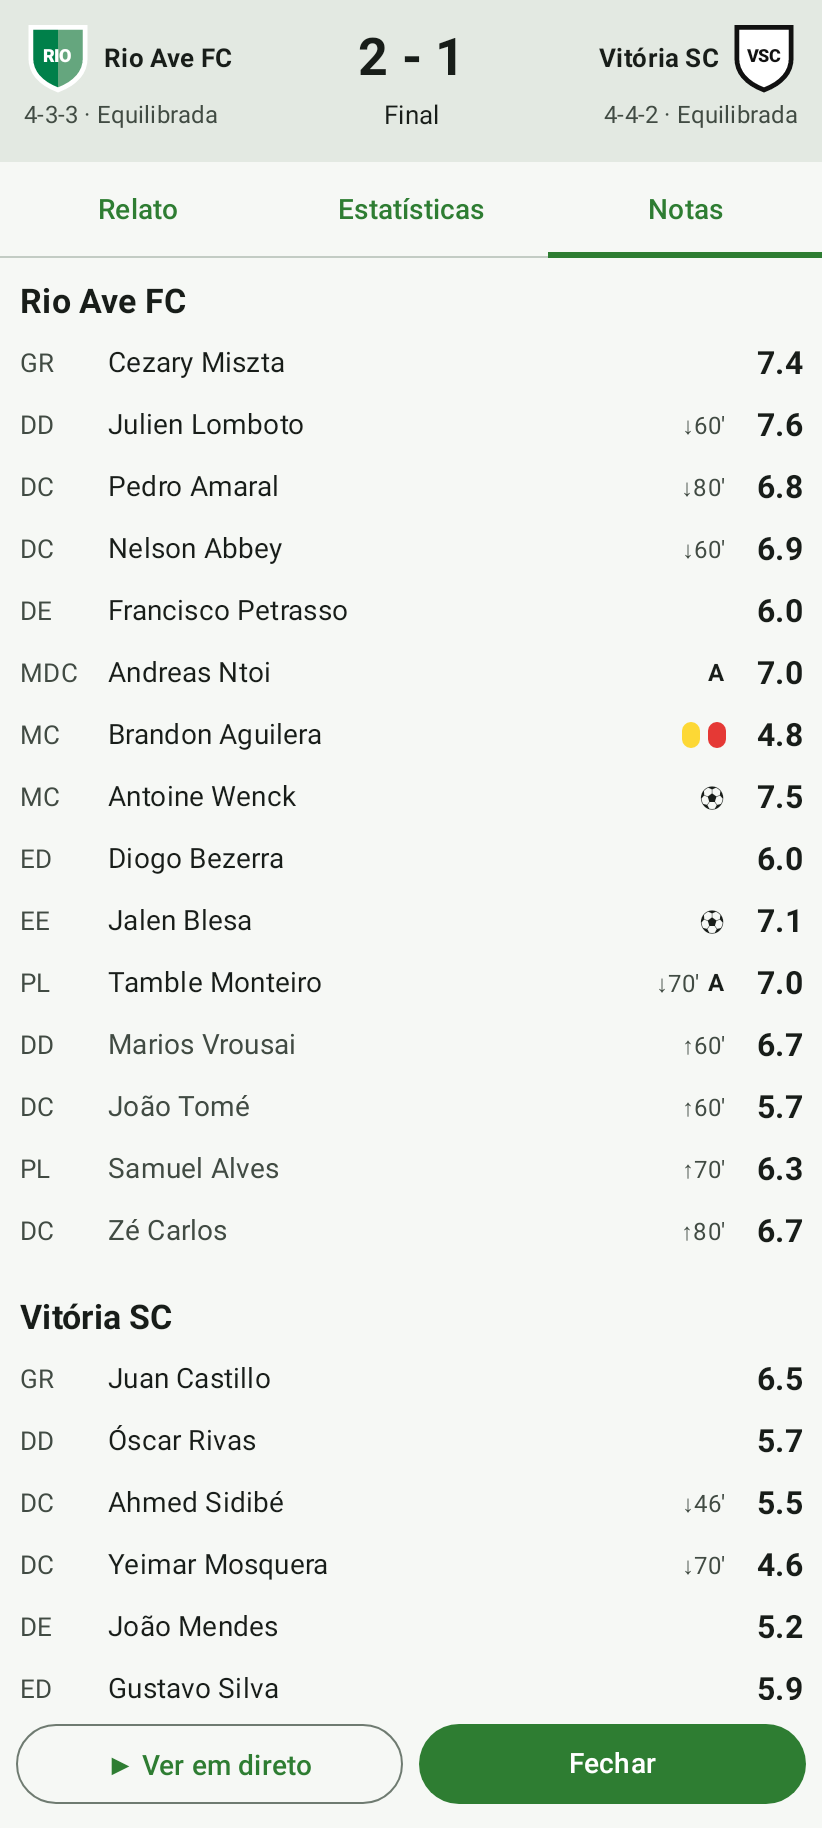 RIO Rio Ave FC 2 - 1 Vitória SC VSC
4-3-3 · Equilibrada Final 4-4-2 · Equilibrada
Relato Estatísticas Notas
Rio Ave FC
GR Cezary Miszta 7.4
DD Julien Lomboto ↓60' 7.6
DC Pedro Amaral ↓80' 6.8
DC Nelson Abbey ↓60' 6.9
DE Francisco Petrasso 6.0
MDC Andreas Ntoi A 7.0
MC Brandon Aguilera 4.8
MC Antoine Wenck 7.5
ED Diogo Bezerra 6.0
EE Jalen Blesa 7.1
PL Tamble Monteiro ↓70' A 7.0
DD Marios Vrousai ↑60' 6.7
DC João Tomé ↑60' 5.7
PL Samuel Alves ↑70' 6.3
DC Zé Carlos ↑80' 6.7
Vitória SC
GR Juan Castillo 6.5
DD Óscar Rivas 5.7
DC Ahmed Sidibé ↓46' 5.5
DC Yeimar Mosquera ↓70' 4.6
DE João Mendes 5.2
ED Gustavo Silva 5.9
► Ver em direto Fechar